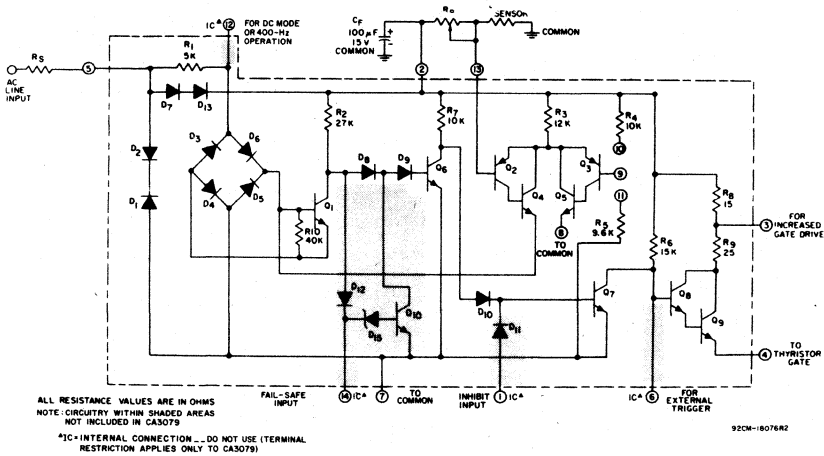 IC△ ⑫
FOR DC MODE
OR 400-Hz
OPERATION
CF
100µF
15V
COMMON
+
−
Ro
SENSOR
COMMON
RS
⑤
AC
LINE
INPUT
R1
5K
②
⑬
D7
D13
R2
27K
R7
10K
R3
12K
R4
10K
⑩
D2
D3
D6
D8
D9
Q6
Q2
Q3
⑨
D1
D4
D5
Q1
Q4
Q5
⑪
R8
15
③
FOR
INCREASED
GATE DRIVE
R10
40K
⑧
TO
COMMON
R5
9.6K
R6
15K
R9
25
D12
D15
Q10
D10
D11
Q7
Q8
Q9
④
TO
THYRISTOR
GATE
ALL RESISTANCE VALUES ARE IN OHMS
NOTE: CIRCUITRY WITHIN SHADED AREAS
NOT INCLUDED IN CA3079
△IC=INTERNAL CONNECTION__DO NOT USE (TERMINAL
RESTRICTION APPLIES ONLY TO CA3079)
FAIL-SAFE
INPUT
⑭ IC△
⑦
TO
COMMON
INHIBIT
INPUT
① IC△
IC△ ⑥
FOR
EXTERNAL
TRIGGER
92CM-18076R2